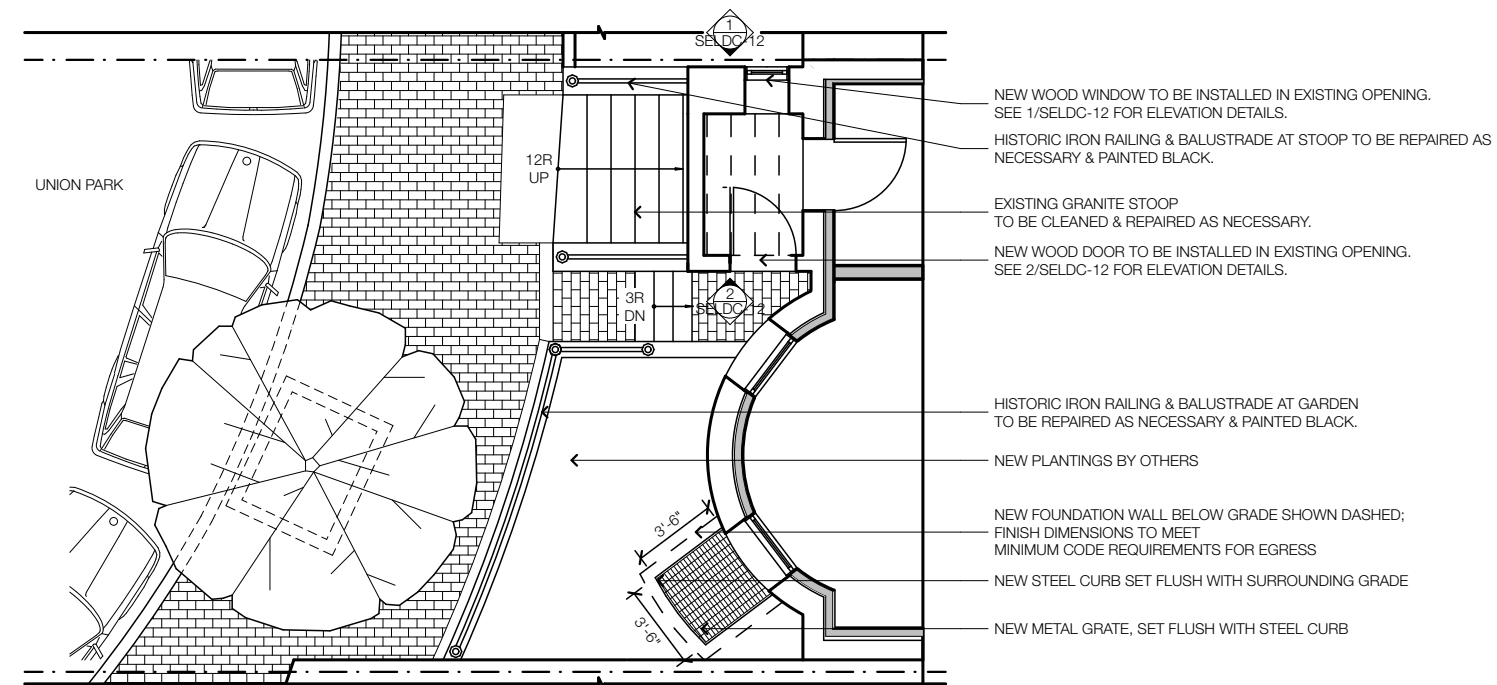 1
SELDC-12
NEW WOOD WINDOW TO BE INSTALLED IN EXISTING OPENING.
SEE 1/SELDC-12 FOR ELEVATION DETAILS.
HISTORIC IRON RAILING & BALUSTRADE AT STOOP TO BE REPAIRED AS
NECESSARY & PAINTED BLACK.
12R
UP
UNION PARK
EXISTING GRANITE STOOP
TO BE CLEANED & REPAIRED AS NECESSARY.
NEW WOOD DOOR TO BE INSTALLED IN EXISTING OPENING.
SEE 2/SELDC-12 FOR ELEVATION DETAILS.
3R
DN
2
SELDC-12
HISTORIC IRON RAILING & BALUSTRADE AT GARDEN
TO BE REPAIRED AS NECESSARY & PAINTED BLACK.
NEW PLANTINGS BY OTHERS
NEW FOUNDATION WALL BELOW GRADE SHOWN DASHED;
FINISH DIMENSIONS TO MEET
MINIMUM CODE REQUIREMENTS FOR EGRESS
3'-6"
NEW STEEL CURB SET FLUSH WITH SURROUNDING GRADE
3'-6"
NEW METAL GRATE, SET FLUSH WITH STEEL CURB